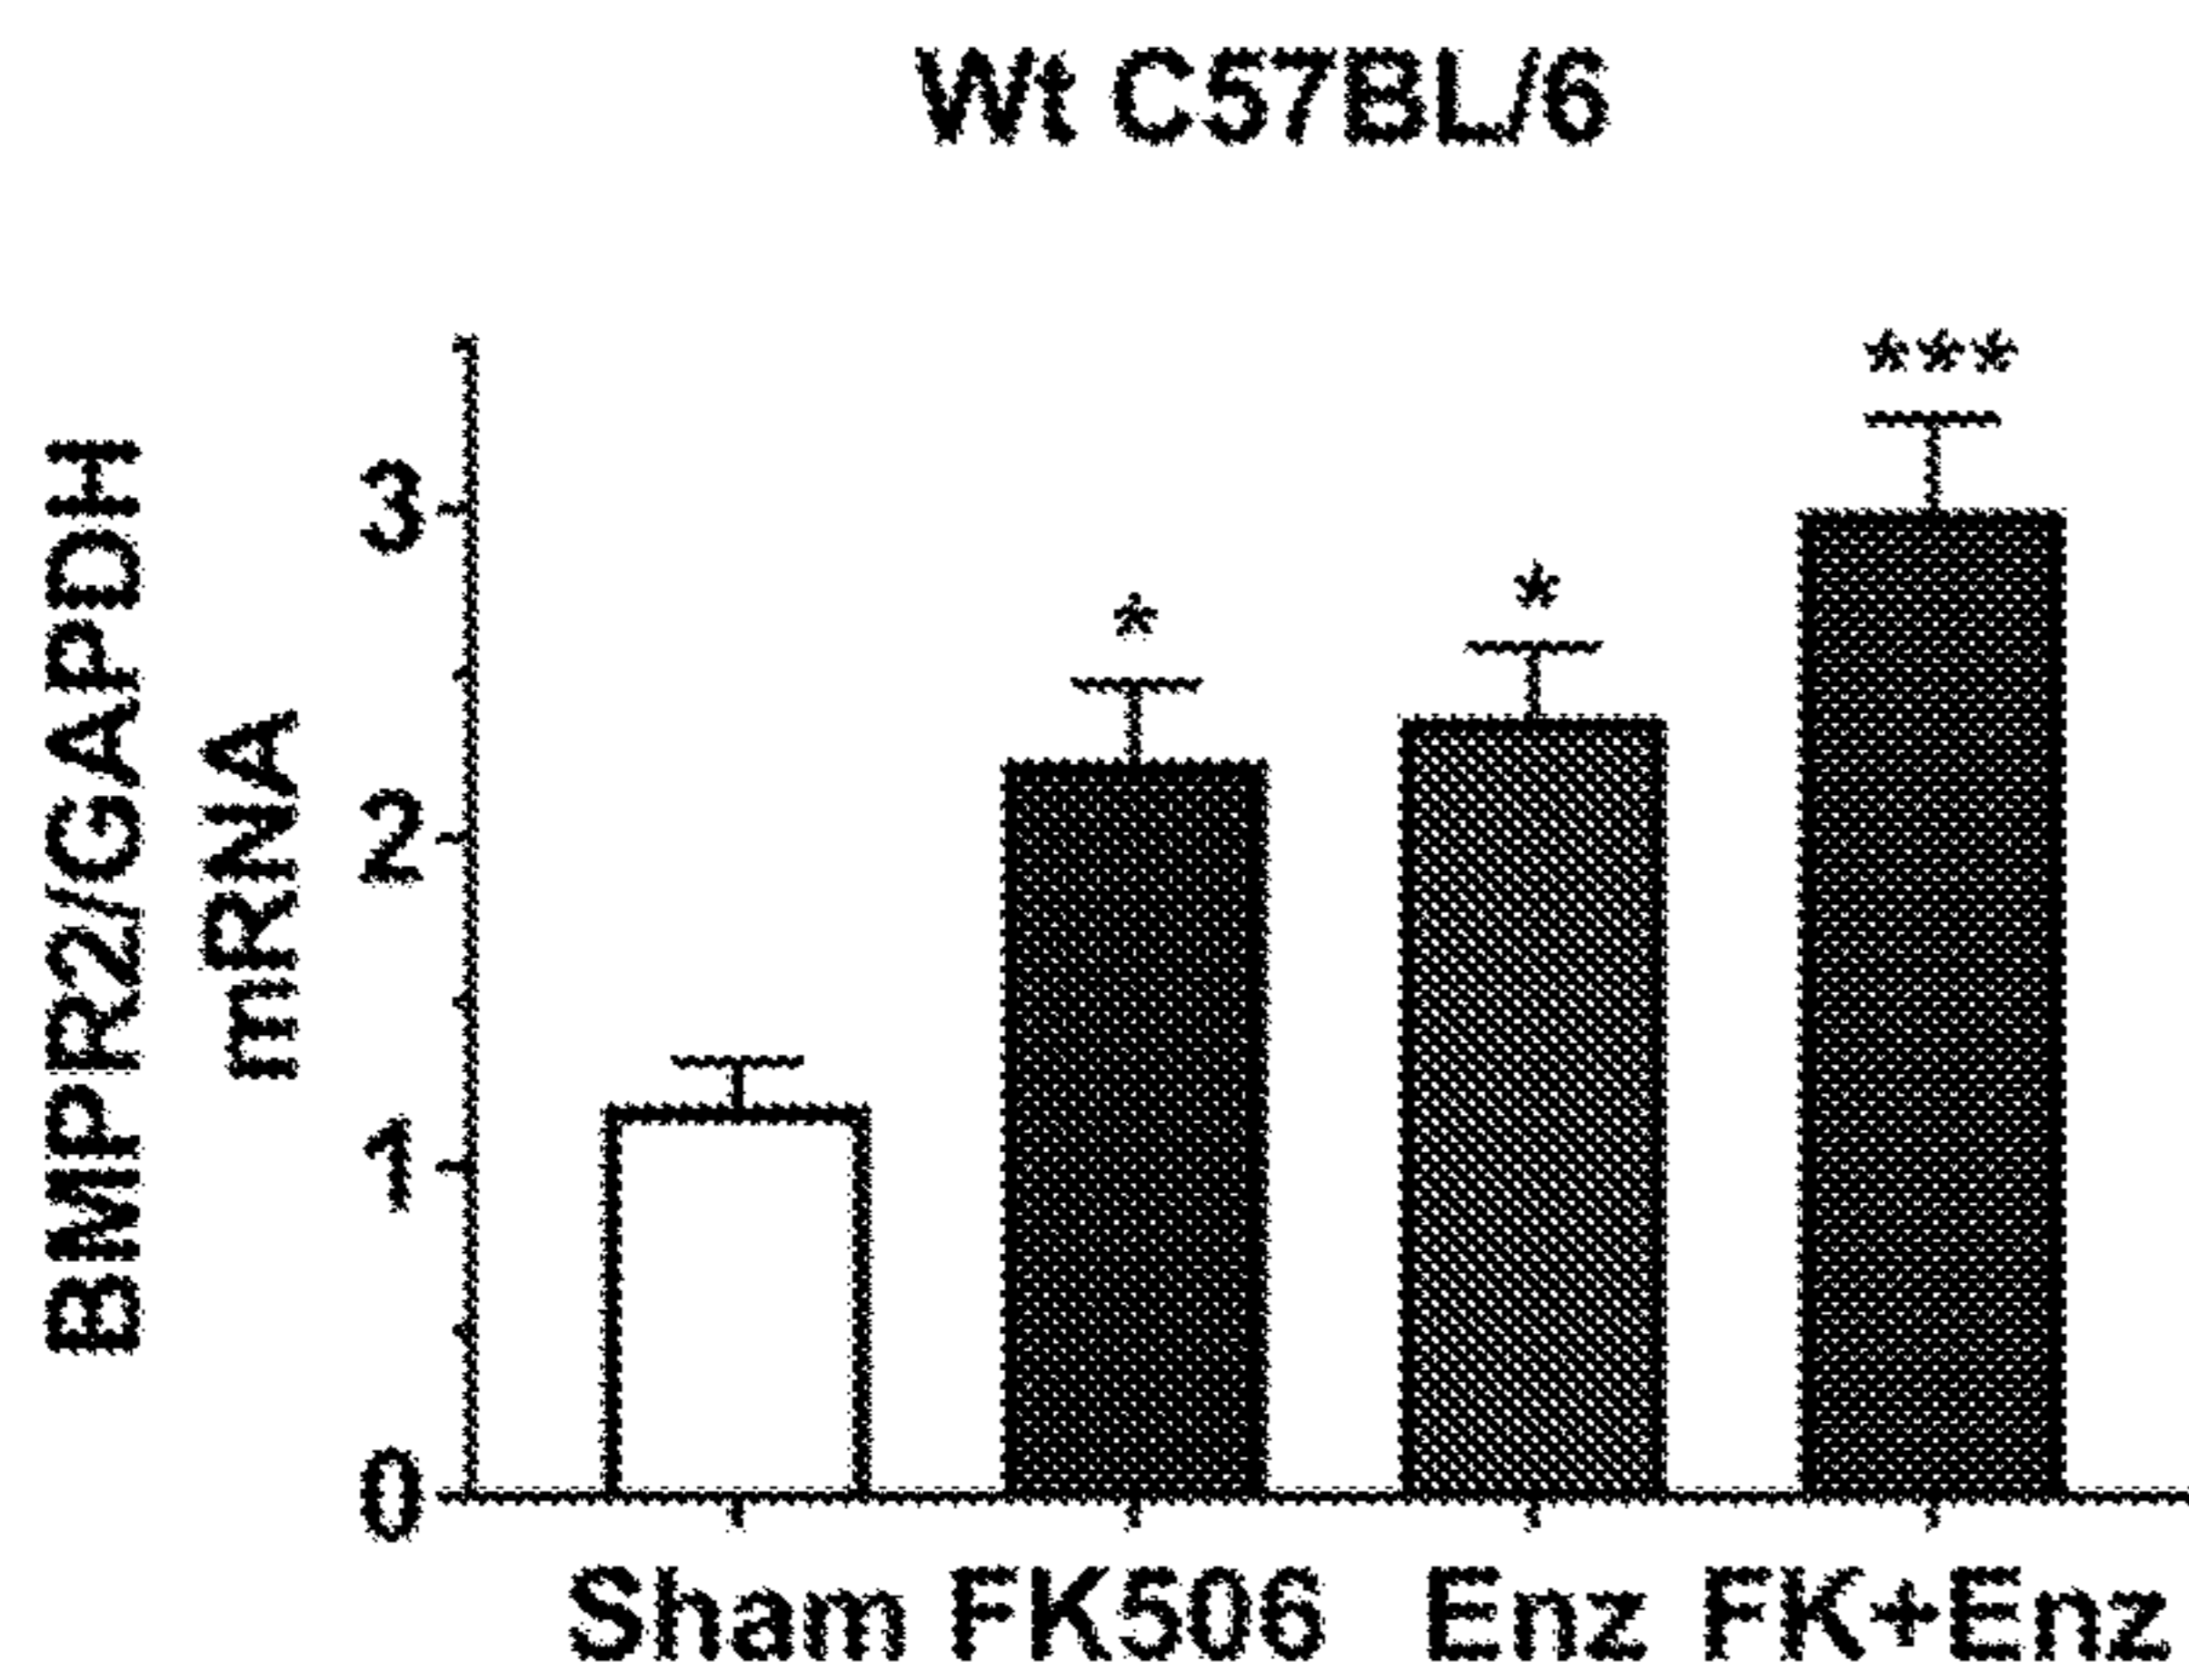 Wt C57BL/6
BMPR2/GAPDH
mRNA
***
3
*
*
2
1
0
Sham FK506 Enz FK+Enz